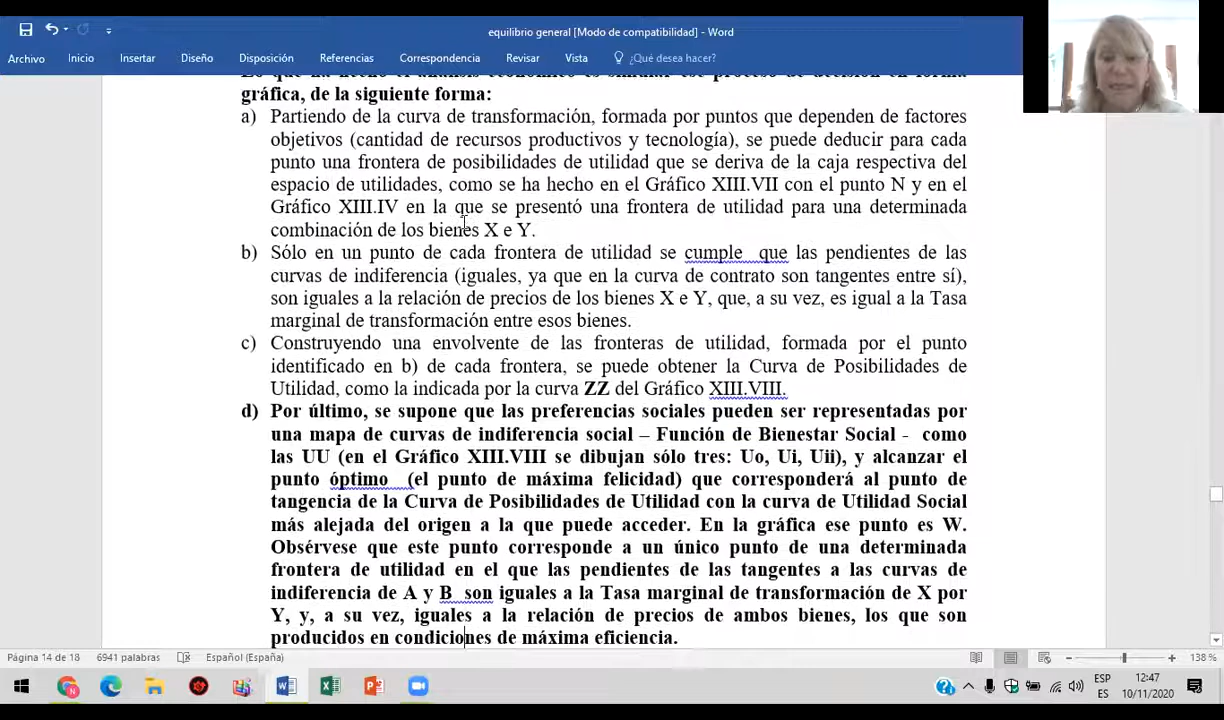 equilibrio general [Modo de compatibilidad] - Word
Archivo Inicio Insertar Diseño Disposición Referencias Correspondencia Revisar Vista ¿Qué desea hacer?
Lo que ha hecho el análisis económico es simular ese proceso de decisión en forma
gráfica, de la siguiente forma:
a) Partiendo de la curva de transformación, formada por puntos que dependen de factores
objetivos (cantidad de recursos productivos y tecnología), se puede deducir para cada
punto una frontera de posibilidades de utilidad que se deriva de la caja respectiva del
espacio de utilidades, como se ha hecho en el Gráfico XIII.VII con el punto N y en el
Gráfico XIII.IV en la que se presentó una frontera de utilidad para una determinada
combinación de los bienes X e Y.
b) Sólo en un punto de cada frontera de utilidad se cumple que las pendientes de las
curvas de indiferencia (iguales, ya que en la curva de contrato son tangentes entre sí),
son iguales a la relación de precios de los bienes X e Y, que, a su vez, es igual a la Tasa
marginal de transformación entre esos bienes.
c) Construyendo una envolvente de las fronteras de utilidad, formada por el punto
identificado en b) de cada frontera, se puede obtener la Curva de Posibilidades de
Utilidad, como la indicada por la curva ZZ del Gráfico XIII.VIII.
d) Por último, se supone que las preferencias sociales pueden ser representadas por
una mapa de curvas de indiferencia social – Función de Bienestar Social - como
las UU (en el Gráfico XIII.VIII se dibujan sólo tres: Uo, Ui, Uii), y alcanzar el
punto óptimo (el punto de máxima felicidad) que corresponderá al punto de
tangencia de la Curva de Posibilidades de Utilidad con la curva de Utilidad Social
más alejada del origen a la que puede acceder. En la gráfica ese punto es W.
Obsérvese que este punto corresponde a un único punto de una determinada
frontera de utilidad en el que las pendientes de las tangentes a las curvas de
indiferencia de A y B son iguales a la Tasa marginal de transformación de X por
Y, y, a su vez, iguales a la relación de precios de ambos bienes, los que son
producidos en condiciones de máxima eficiencia.
Página 14 de 18 6941 palabras Español (España) 138 %
ESP 12:47
ES 10/11/2020